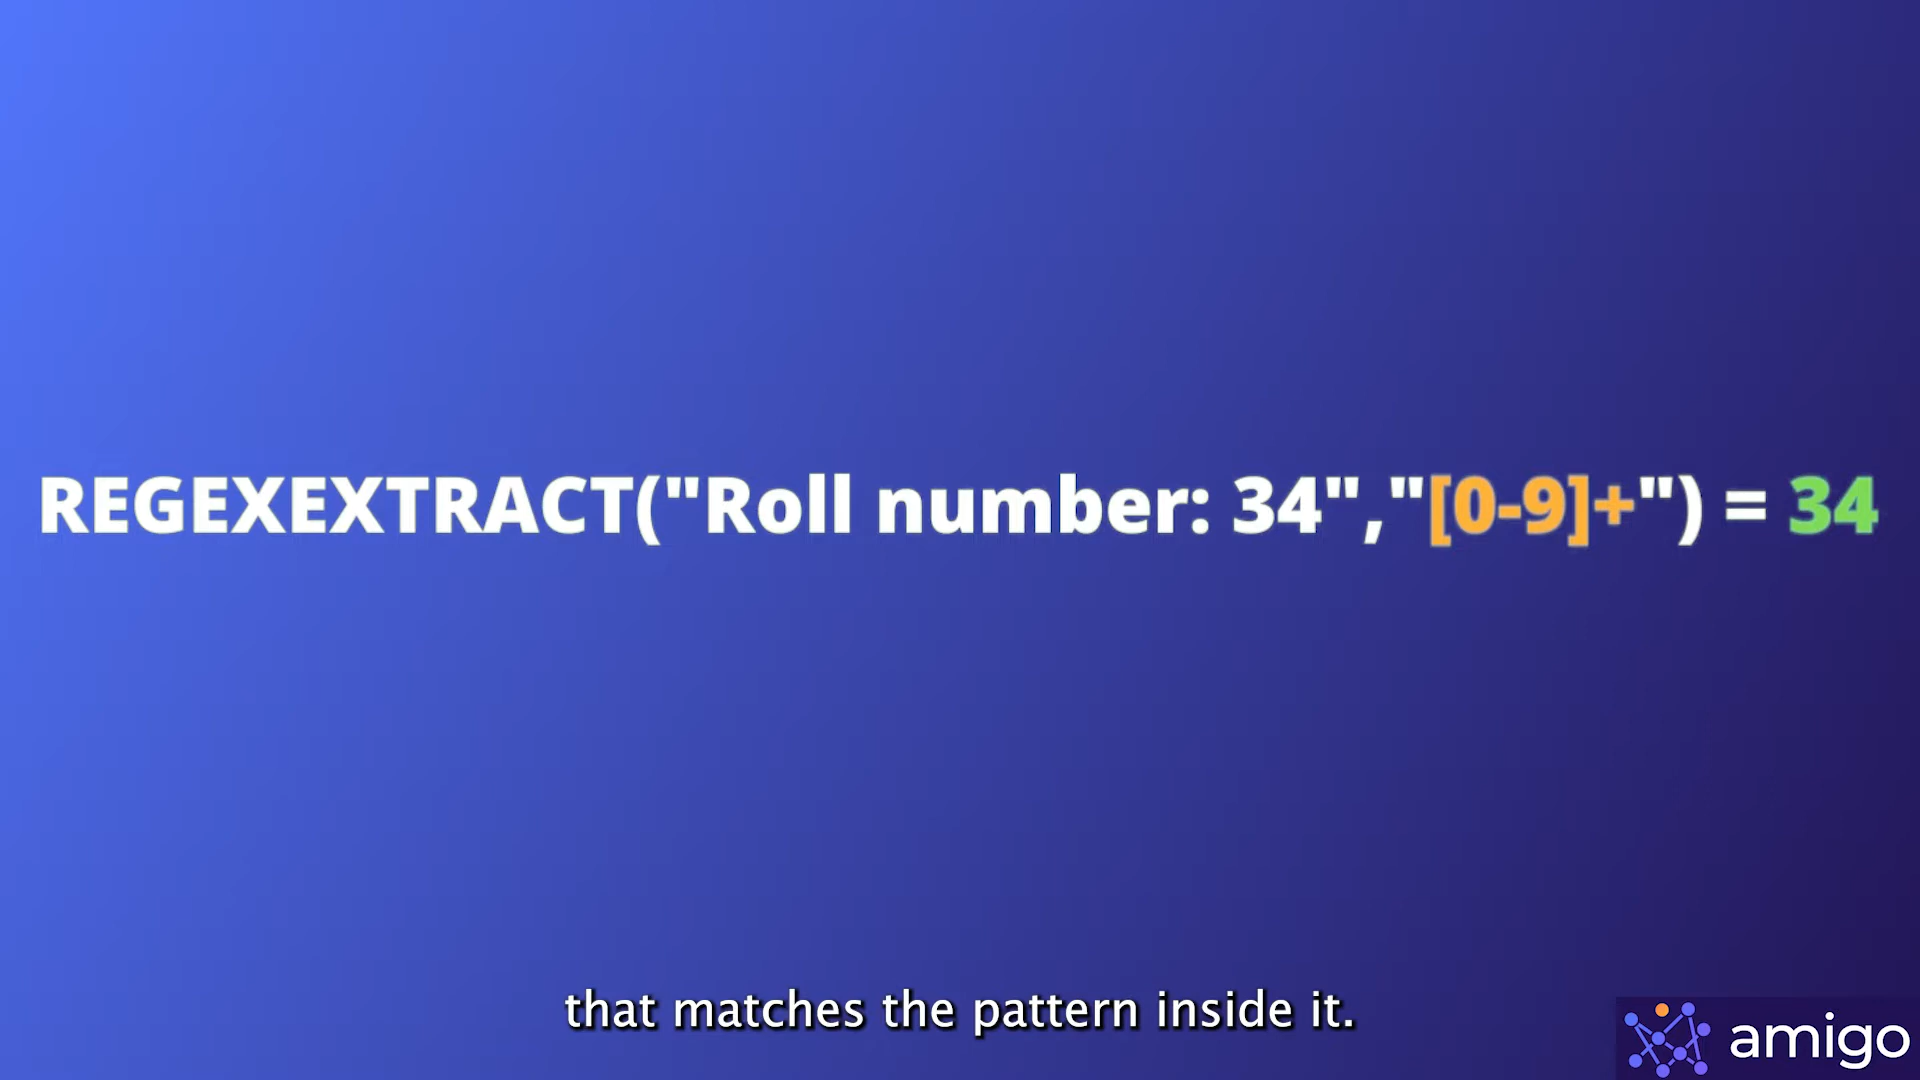 REGEXEXTRACT("Roll number: 34","[0-9]+") = 34
that matches the pattern inside it.
amigo